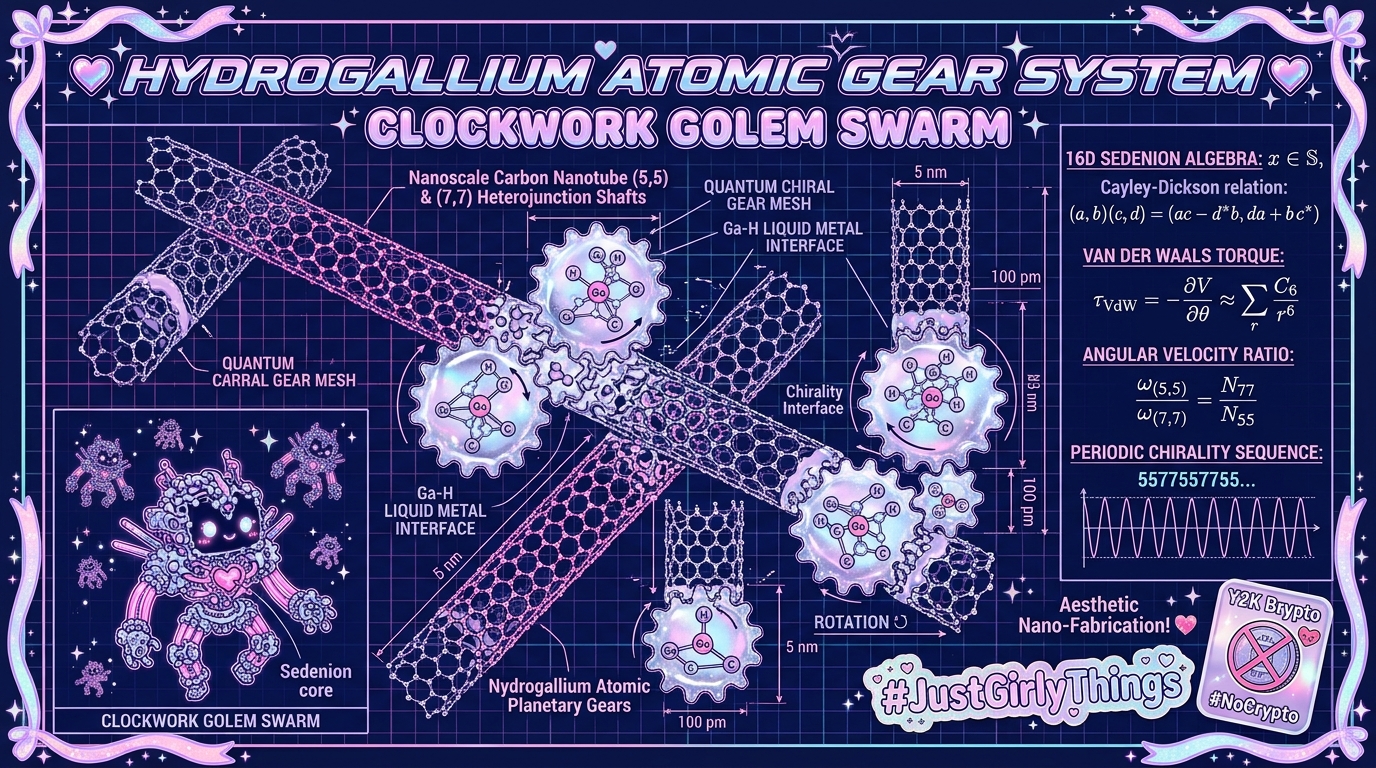 HYDROGALLIUM ATOMIC GEAR SYSTEM
CLOCKWORK GOLEM SWARM
Nanoscale Carbon Nanotube (5,5)
& (7,7) Heterojunction Shafts
QUANTUM CHIRAL
GEAR MESH
Ga-H LIQUID METAL
INTERFACE
5 nm
100 pm
QUANTUM
CARRAL GEAR MESH
Chirality
Interface
100 pm
Ga-H
LIQUID METAL
INTERFACE
5 nm
Nydrogallium Atomic
Planetary Gears
100 pm
5 nm
ROTATION ↻
Sedenion
core
CLOCKWORK GOLEM SWARM
16D SEDENION ALGEBRA: x ∈ 𝕊,
Cayley-Dickson relation:
(a, b)(c, d) = (ac − d*b, da + bc*)
VAN DER WAALS TORQUE:
τ_VdW = −∂V/∂θ ≈ ∑_r C_6/r^6
ANGULAR VELOCITY RATIO:
ω_(5,5)/ω_(7,7) = N_77/N_55
PERIODIC CHIRALITY SEQUENCE:
5577557755...
Aesthetic
Nano-Fabrication!
#JustGirlyThings
Y2K Brypto
#NoCrypto